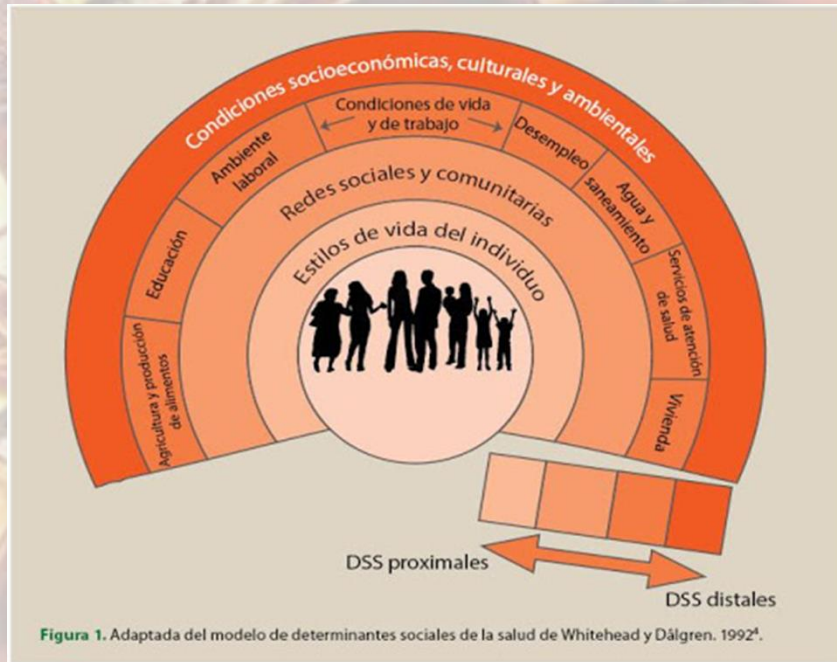 Condiciones socioeconómicas, culturales y ambientales
Condiciones de vida
y de trabajo
Ambiente
laboral
Desempleo
Agua y
saneamiento
Educación
Servicios de atención
de salud
Agricultura y producción
de alimentos
Vivienda
Redes sociales y comunitarias
Estilos de vida del individuo
DSS proximales
DSS distales
Figura 1. Adaptada del modelo de determinantes sociales de la salud de Whitehead y Dålgren. 1992⁴.